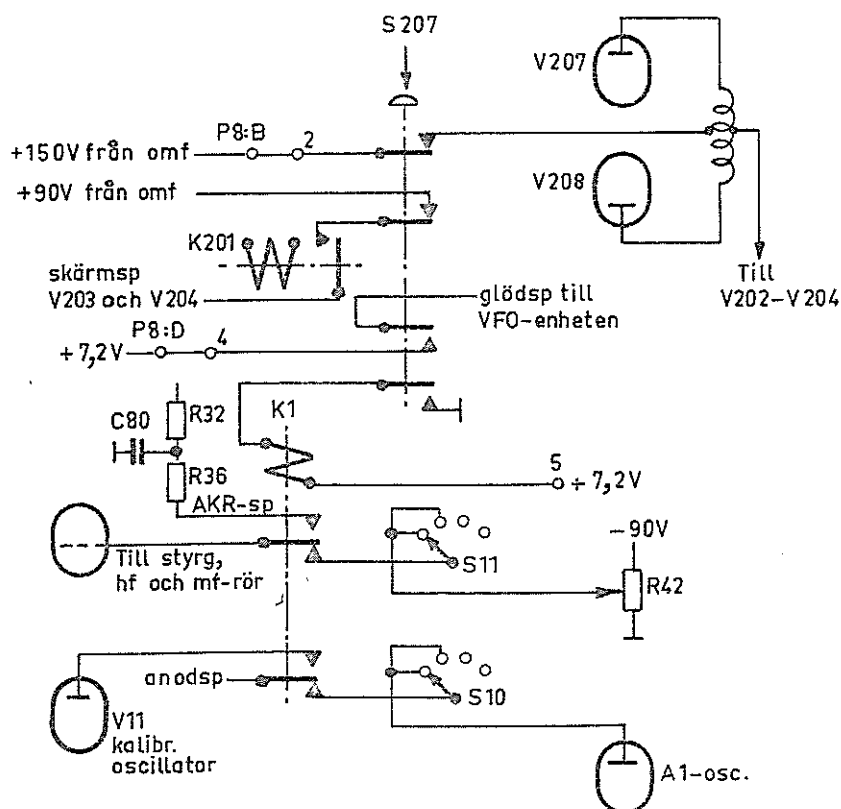 S207
V207
P8:B
2
+150V från omf
+90V från omf
V208
K201
skärmsp
V203 och V204
glödsp till
VFO-enheten
Till
V202-V204
P8:D
4
+7,2V
C80
R32
K1
R36
5
÷7,2V
AKR-sp
-90V
Till styrg,
hf och mf-rör
S11
R42
anodsp
S10
V11
kalibr.
oscillator
A1-osc.